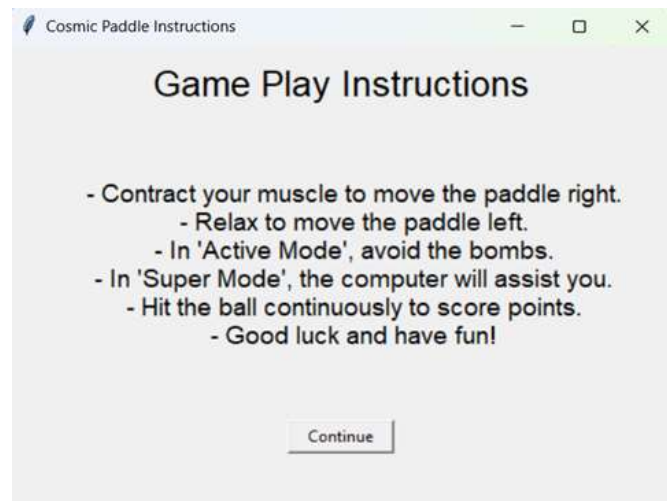 Cosmic Paddle Instructions
Game Play Instructions
- Contract your muscle to move the paddle right.
- Relax to move the paddle left.
- In 'Active Mode', avoid the bombs.
- In 'Super Mode', the computer will assist you.
- Hit the ball continuously to score points.
- Good luck and have fun!
Continue